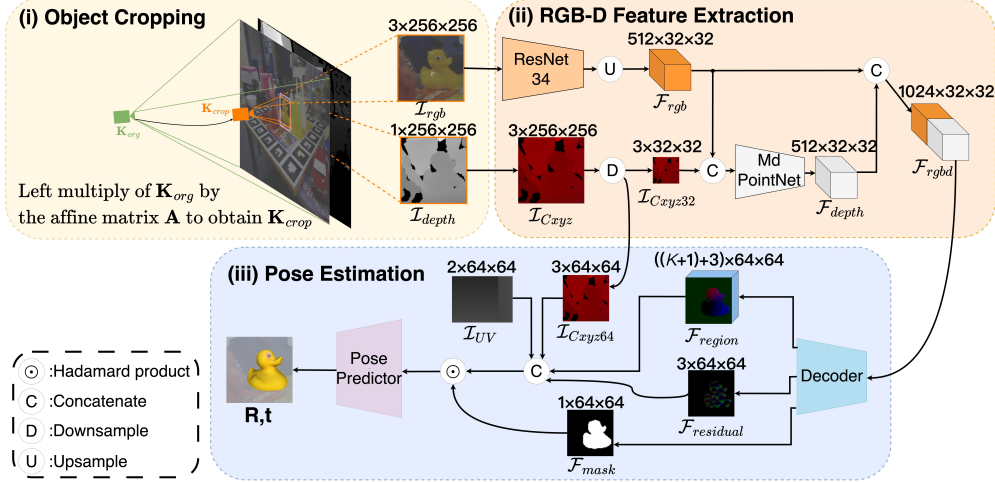 (i) Object Cropping
3×256×256
I_rgb
K_crop
K_org
1×256×256
I_depth
Left multiply of K_org by
the affine matrix A to obtain K_crop
(ii) RGB-D Feature Extraction
ResNet
34
U
512×32×32
F_rgb
C
1024×32×32
F_rgbd
3×256×256
I_Cxyz
D
3×32×32
I_Cxyz32
C
Md
PointNet
512×32×32
F_depth
(iii) Pose Estimation
2×64×64
I_UV
3×64×64
I_Cxyz64
((K+1)+3)×64×64
F_region
Decoder
3×64×64
F_residual
1×64×64
F_mask
C
⊙
Pose
Predictor
R,t
⊙ :Hadamard product
C :Concatenate
D :Downsample
U :Upsample